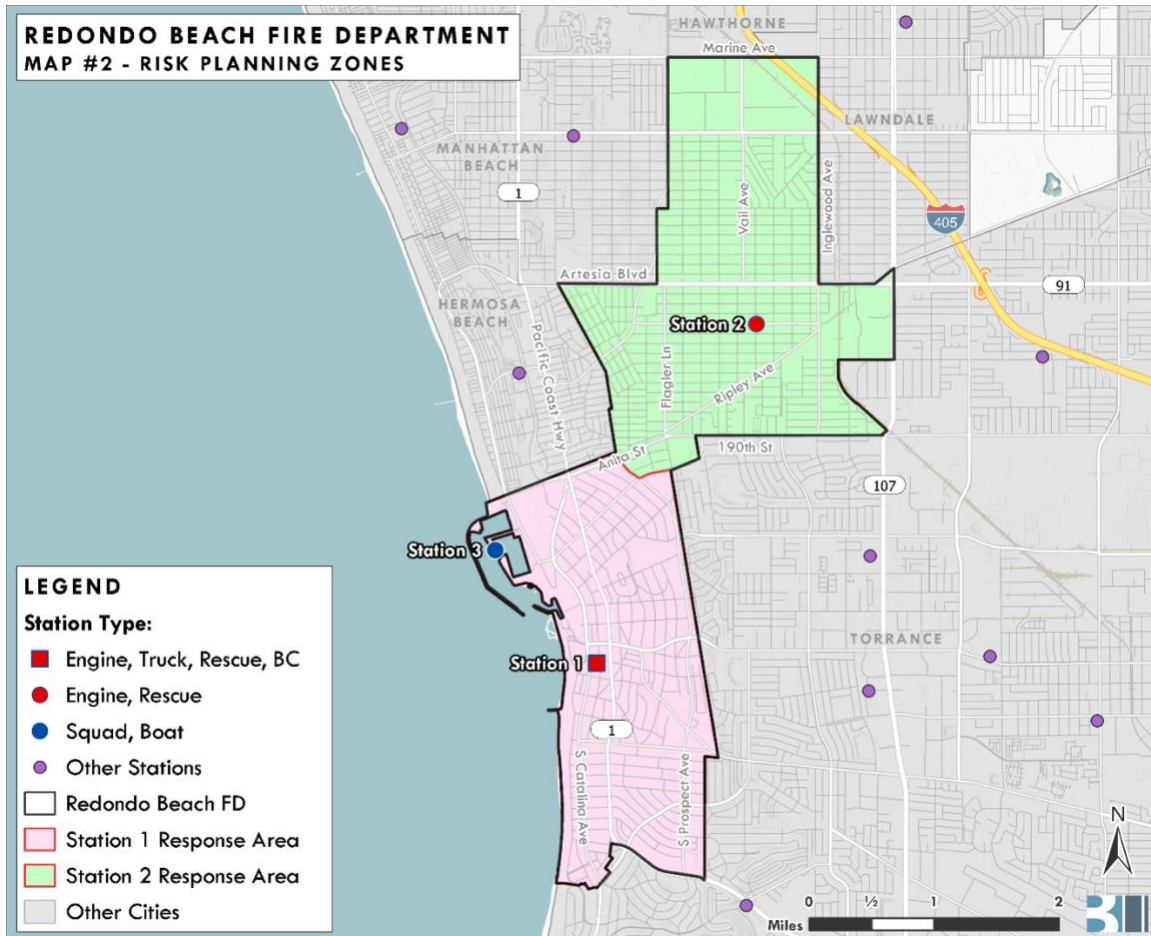 REDONDO BEACH FIRE DEPARTMENT
MAP #2 - RISK PLANNING ZONES
HAWTHORNE
Marine Ave
LAWNDALE
MANHATTAN
BEACH
1
Vail Ave
Inglewood Ave
405
Artesia Blvd
91
HERMOSA
BEACH
Pacific Coast Hwy
Station 2
Flagler Ln
Ripley Ave
Anita St
190th St
107
Station 3
LEGEND
Station Type:
Engine, Truck, Rescue, BC
Engine, Rescue
Squad, Boat
Other Stations
Redondo Beach FD
Station 1 Response Area
Station 2 Response Area
Other Cities
TORRANCE
Station 1
1
S Catalina Ave
S Prospect Ave
N
0 ½ 1 2
Miles